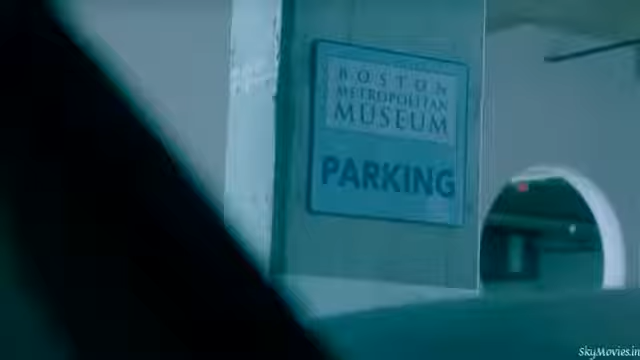 BOSTON
METROPOLITAN
MUSEUM
PARKING
SkyMovies.in